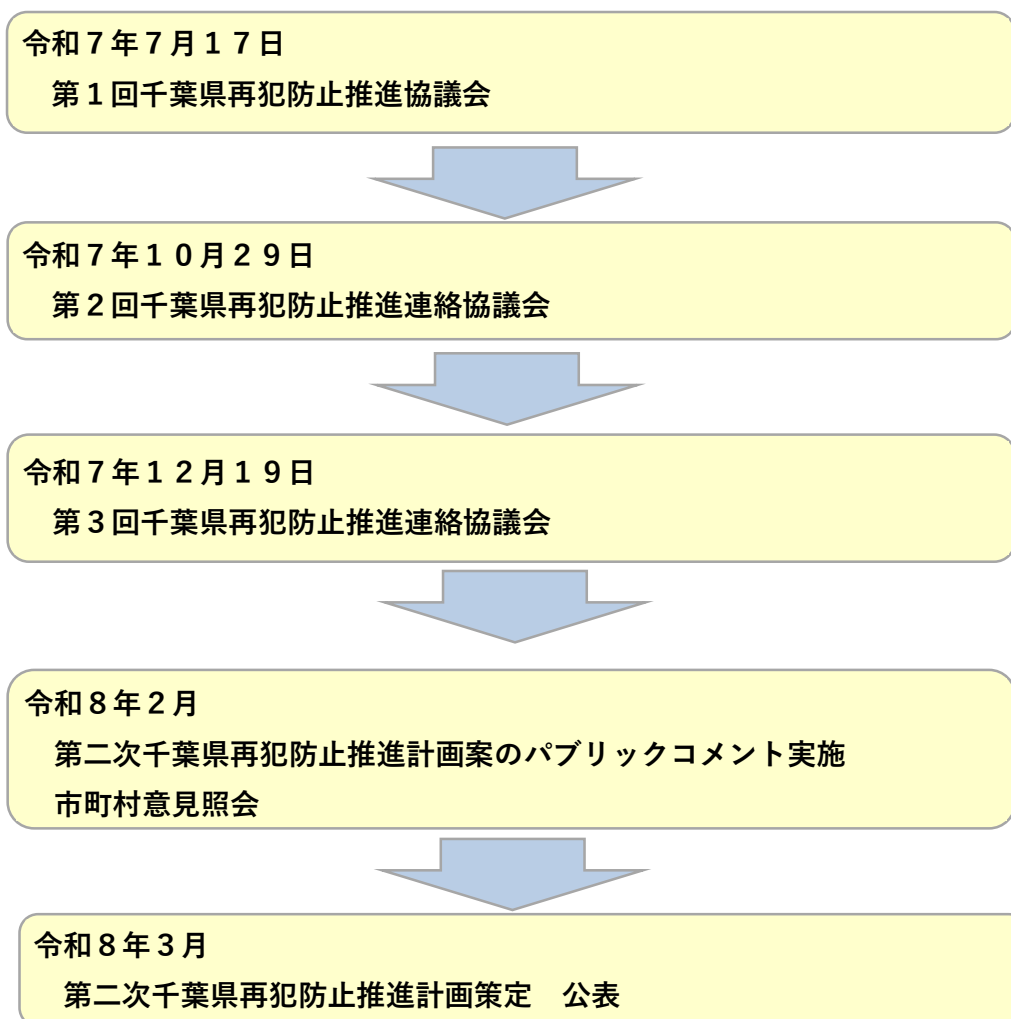 令和７年７月１７日
第１回千葉県再犯防止推進協議会
令和７年１０月２９日
第２回千葉県再犯防止推進連絡協議会
令和７年１２月１９日
第３回千葉県再犯防止推進連絡協議会
令和８年２月
第二次千葉県再犯防止推進計画案のパブリックコメント実施
市町村意見照会
令和８年３月
第二次千葉県再犯防止推進計画策定　公表